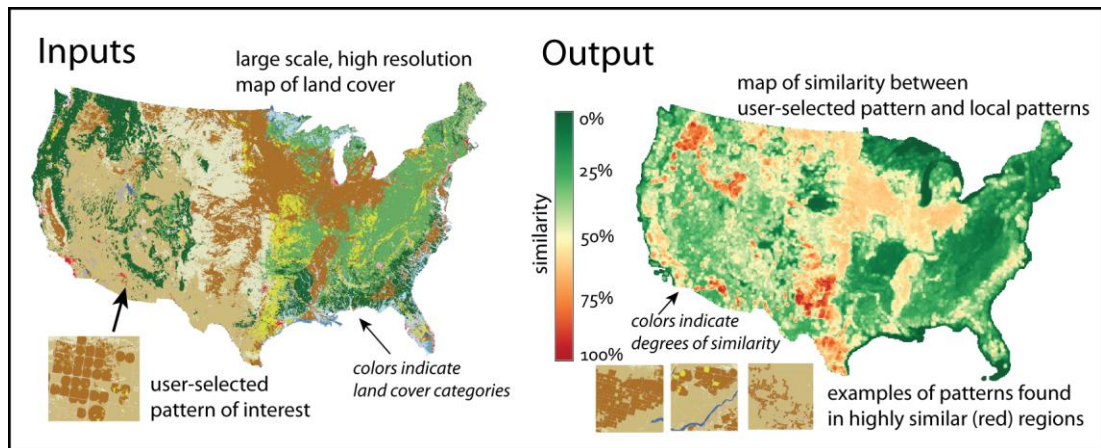 Inputs
large scale, high resolution
map of land cover
user-selected
pattern of interest
colors indicate
land cover categories
Output
map of similarity between
user-selected pattern and local patterns
similarity
0%
25%
50%
75%
100%
colors indicate
degrees of similarity
examples of patterns found
in highly similar (red) regions